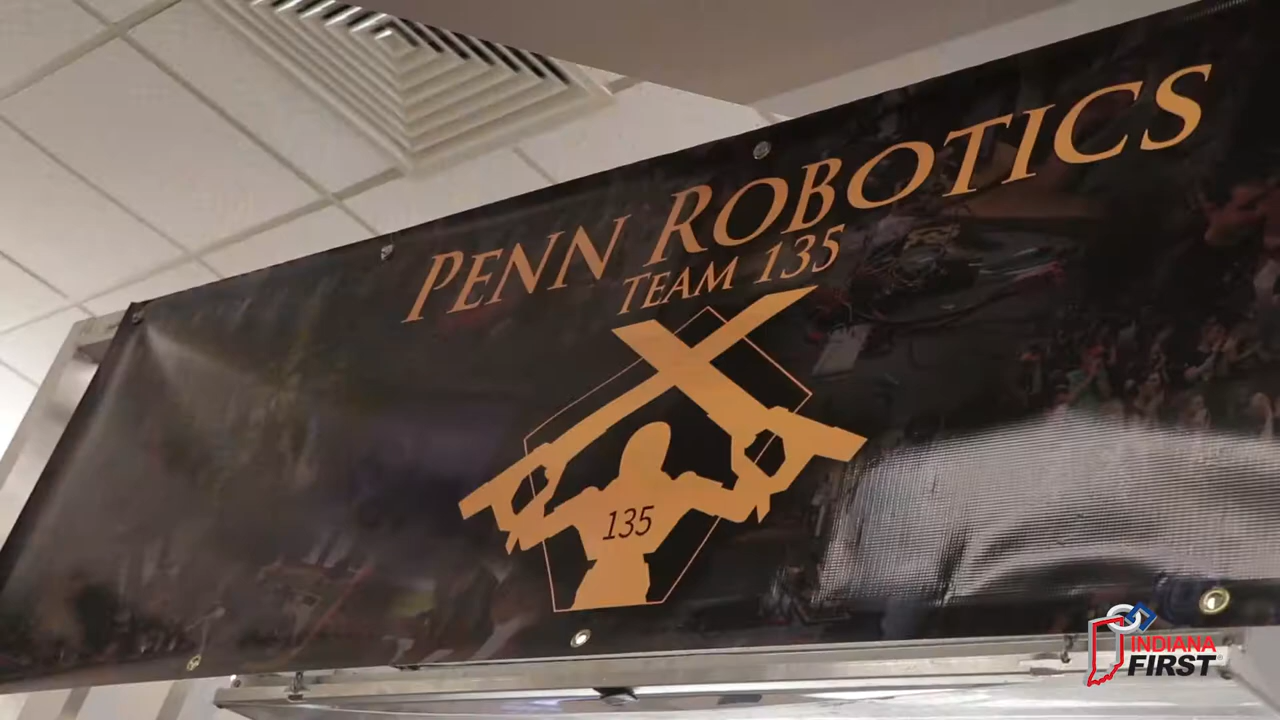 PENN ROBOTICS
TEAM 135
135
INDIANA
FIRST